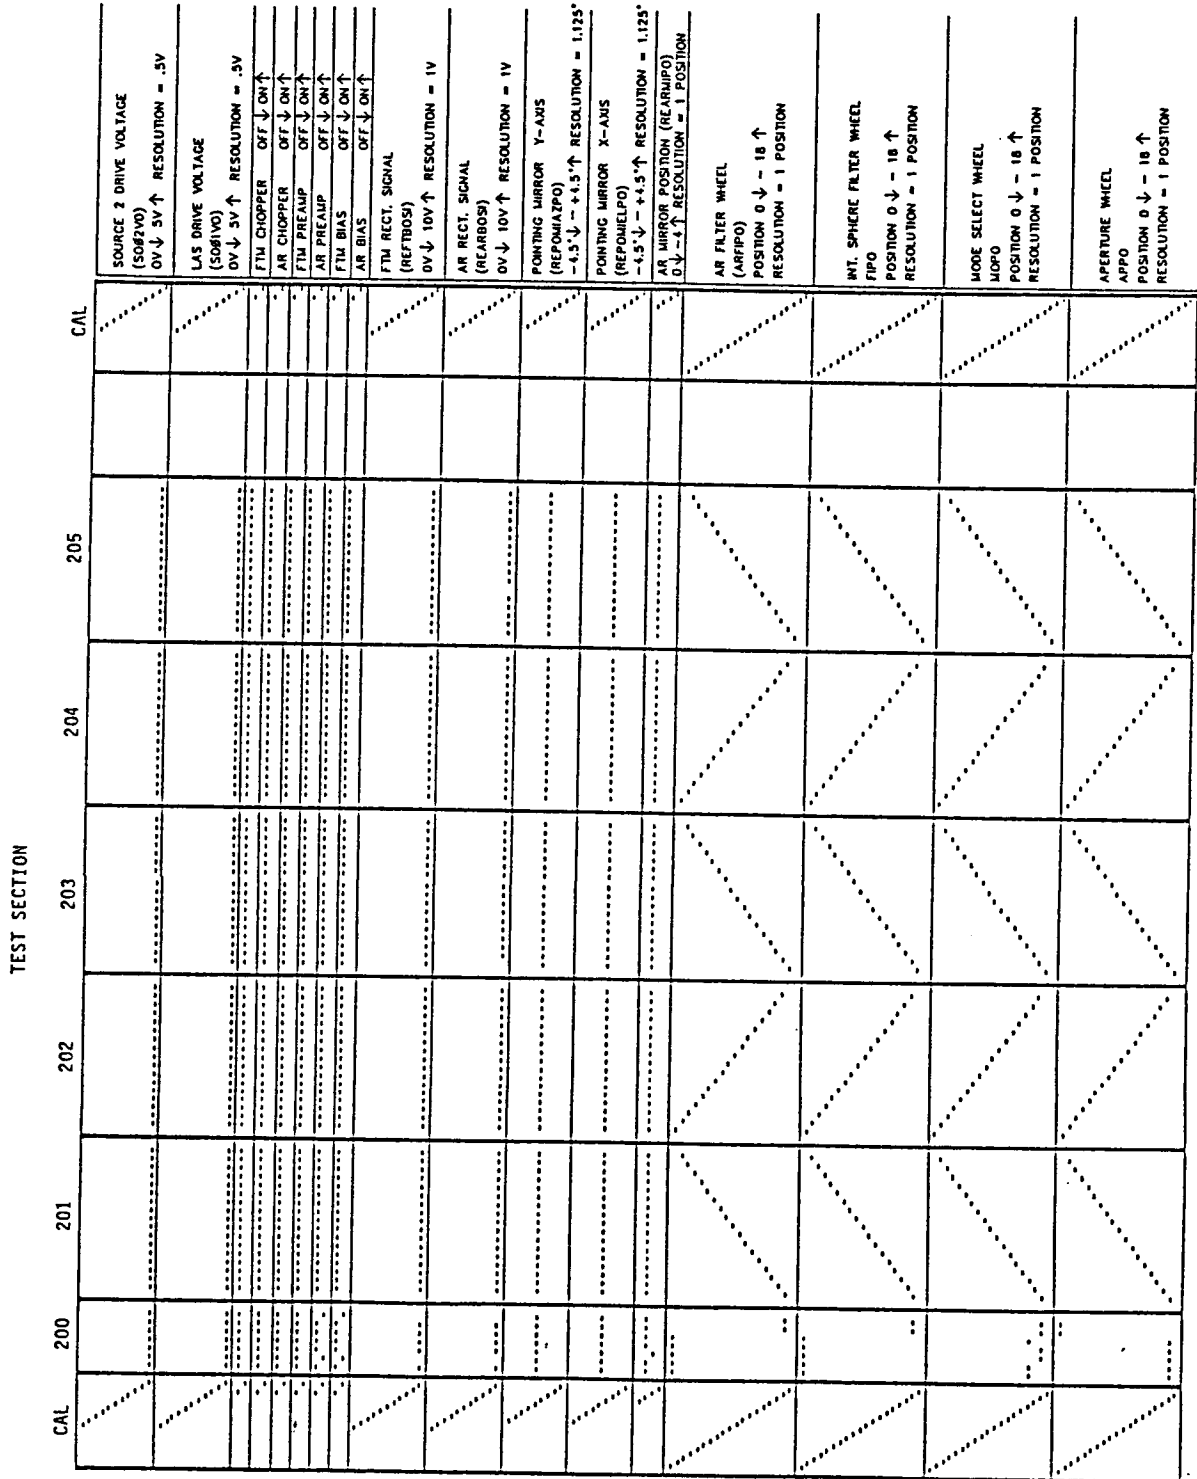 TEST SECTION
CAL
200
201
202
203
204
205
CAL
SOURCE 2 DRIVE VOLTAGE
(SOØ2VO)
0V ↓ 5V ↑ RESOLUTION = .5V
LAS DRIVE VOLTAGE
(SOØ1VO)
0V ↓ 5V ↑ RESOLUTION = .5V
FTM CHOPPER OFF ↓ ON ↑
AR CHOPPER OFF ↓ ON ↑
FTM PREAMP OFF ↓ ON ↑
AR PREAMP OFF ↓ ON ↑
FTM BIAS OFF ↓ ON ↑
AR BIAS OFF ↓ ON ↑
FTM RECT, SIGNAL
(REFTBOSI)
0V ↓ 10V ↑ RESOLUTION = 1V
AR RECT, SIGNAL
(REARBOSI)
0V ↓ 10V ↑ RESOLUTION = 1V
POINTING MIRROR Y-AXIS
(REPOMIAZPO)
-4.5° ↓ - +4.5° ↑ RESOLUTION = 1.125°
POINTING MIRROR X-AXIS
(REPOMIELPO)
-4.5° ↓ - +4.5° ↑ RESOLUTION = 1.125°
AR MIRROR POSITION (REARMIPO)
0 ↓ -4 ↑ RESOLUTION = 1 POSITION
AR FILTER WHEEL
(ARFIPO)
POSITION 0 ↓ - 18 ↑
RESOLUTION = 1 POSITION
INT. SPHERE FILTER WHEEL
FIPO
POSITION 0 ↓ - 18 ↑
RESOLUTION = 1 POSITION
MODE SELECT WHEEL
MOPO
POSITION 0 ↓ - 18 ↑
RESOLUTION = 1 POSITION
APERTURE WHEEL
APPO
POSITION 0 ↓ - 18 ↑
RESOLUTION = 1 POSITION